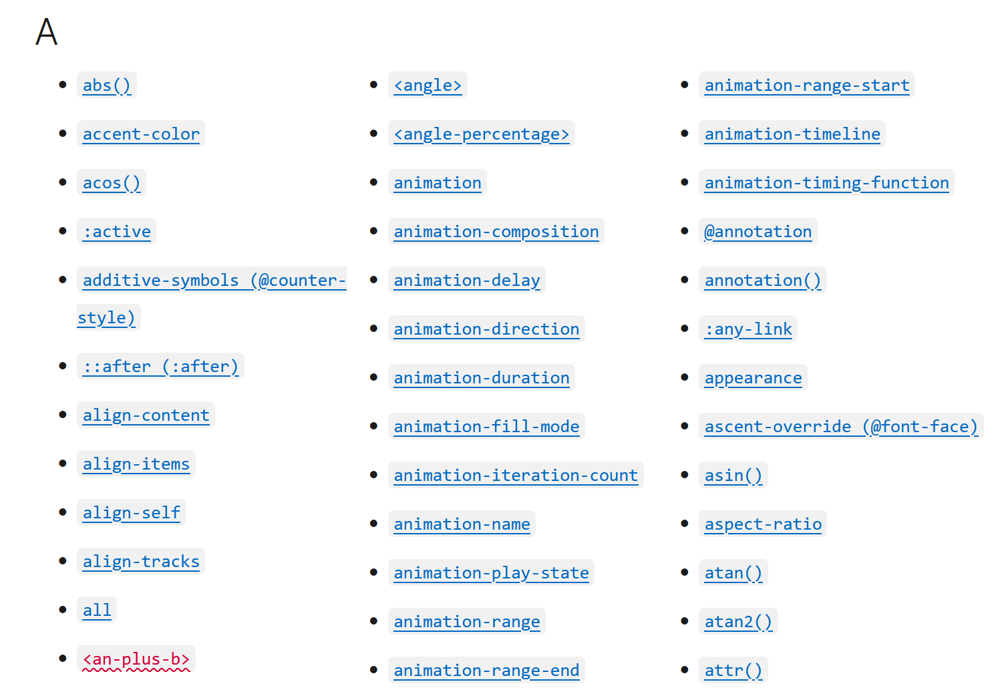 A
abs()
accent-color
acos()
:active
additive-symbols (@counter-
style)
::after (:after)
align-content
align-items
align-self
align-tracks
all
<an-plus-b>
<angle>
<angle-percentage>
animation
animation-composition
animation-delay
animation-direction
animation-duration
animation-fill-mode
animation-iteration-count
animation-name
animation-play-state
animation-range
animation-range-end
animation-range-start
animation-timeline
animation-timing-function
@annotation
annotation()
:any-link
appearance
ascent-override (@font-face)
asin()
aspect-ratio
atan()
atan2()
attr()